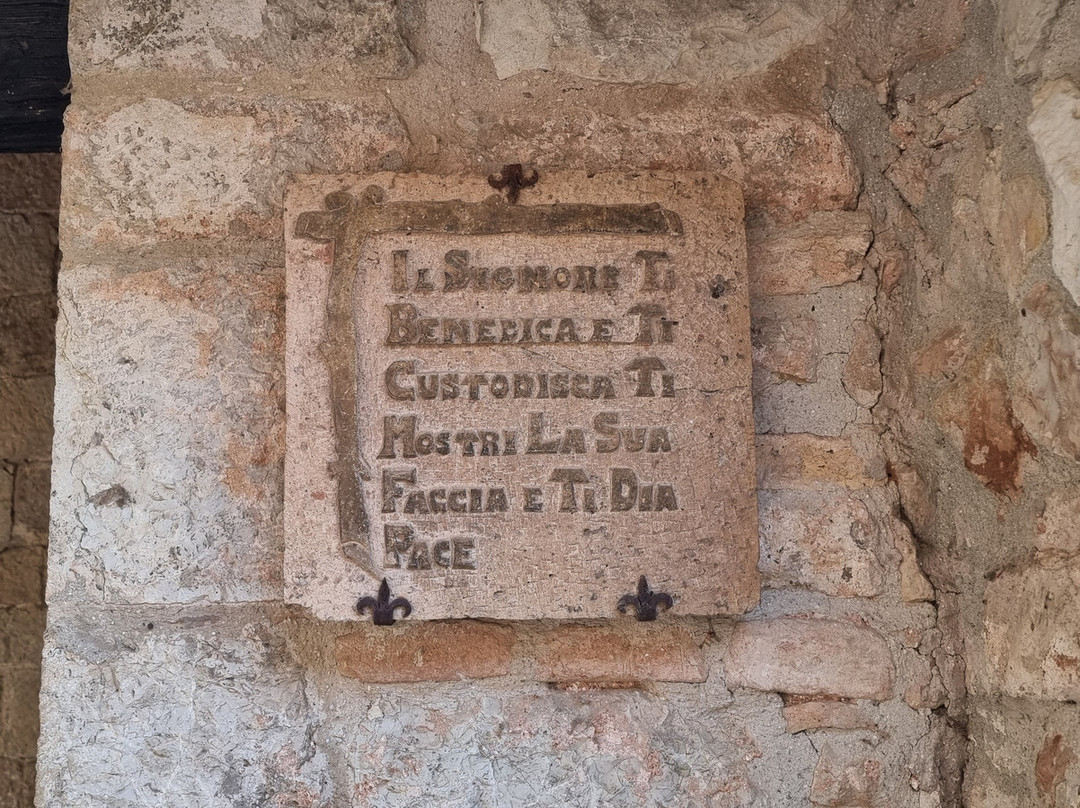 Il Signore Ti
Benedica e Ti
Custodisca Ti
Mostri La Sua
Faccia e Ti Dia
Pace